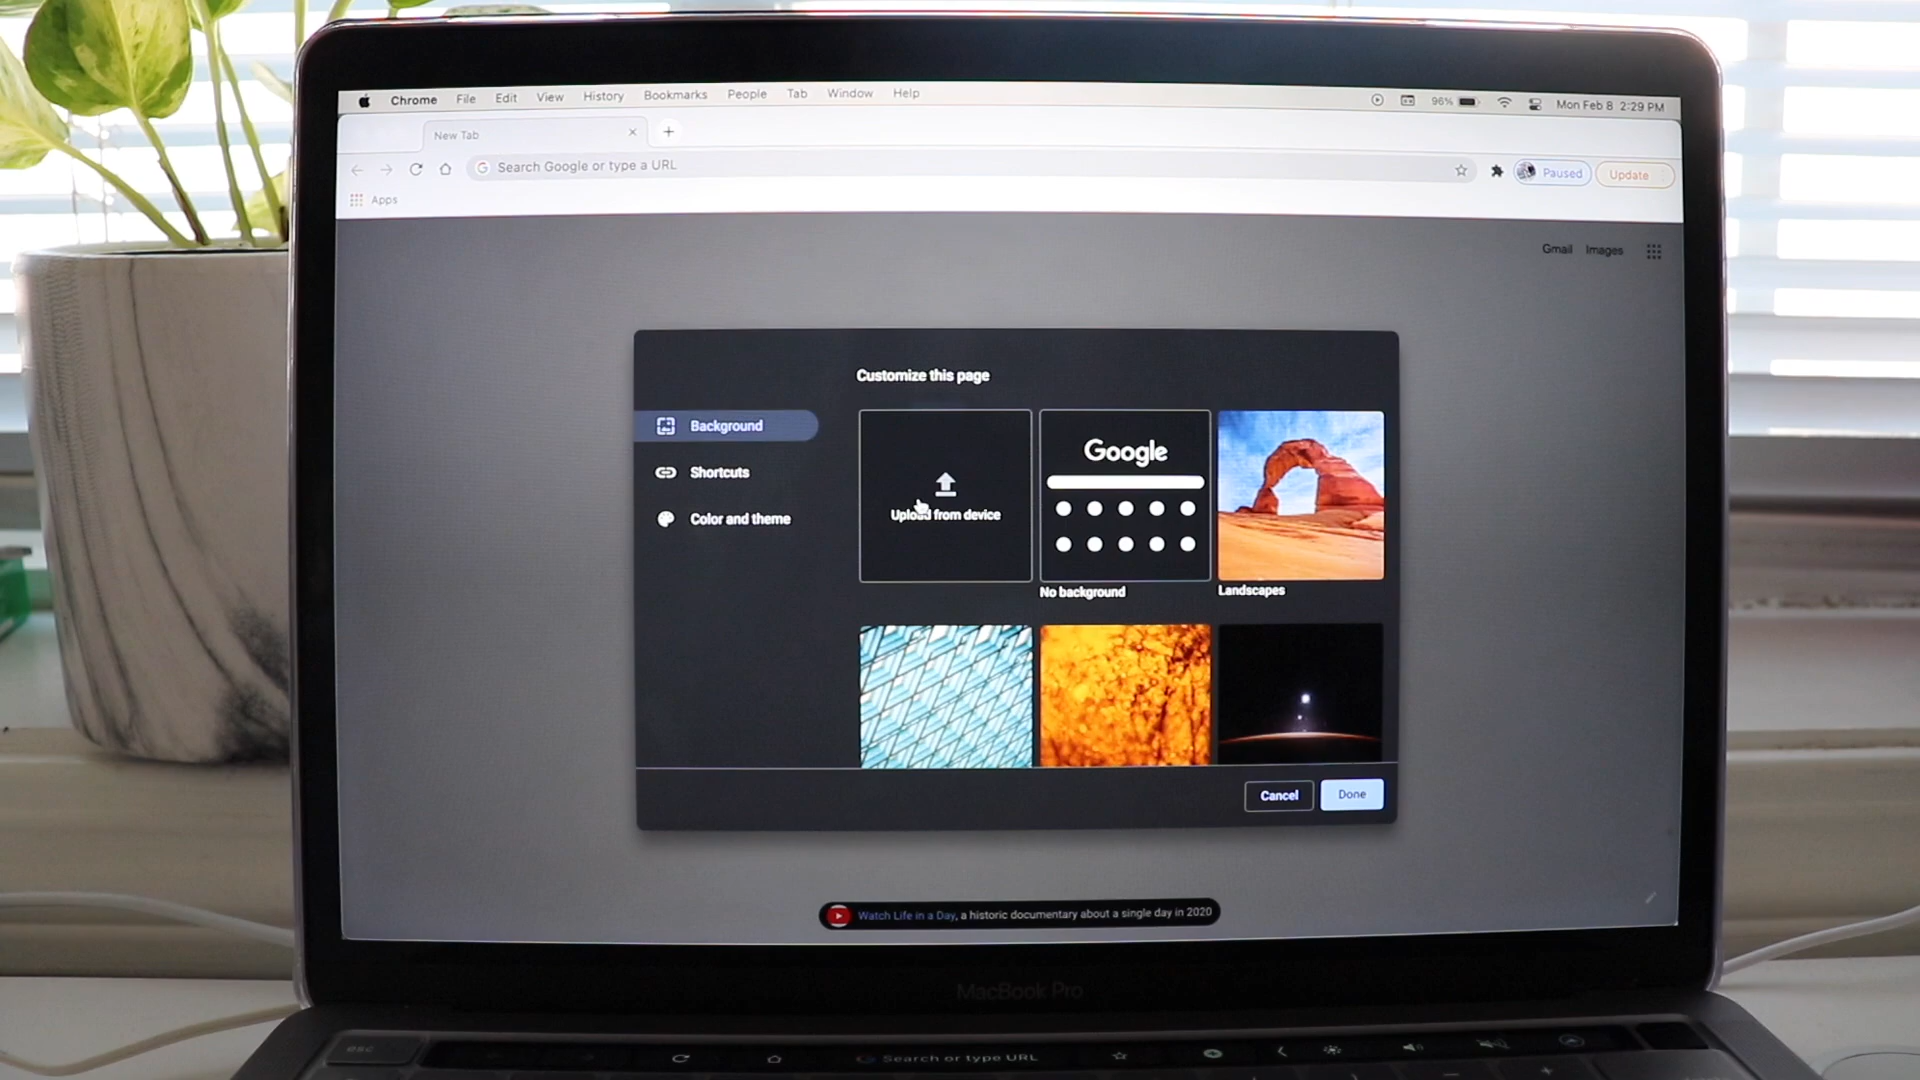 Chrome File Edit View History Bookmarks People Tab Window Help 96% Mon Feb 8 2:29 PM
New Tab
Search Google or type a URL
Paused
Update
Apps
Gmail Images
Customize this page
Background
Shortcuts
Color and theme
Upload from device
Google
No background
Landscapes
Cancel
Done
Watch Life in a Day, a historic documentary about a single day in 2020
MacBook Pro
esc
Search or type URL